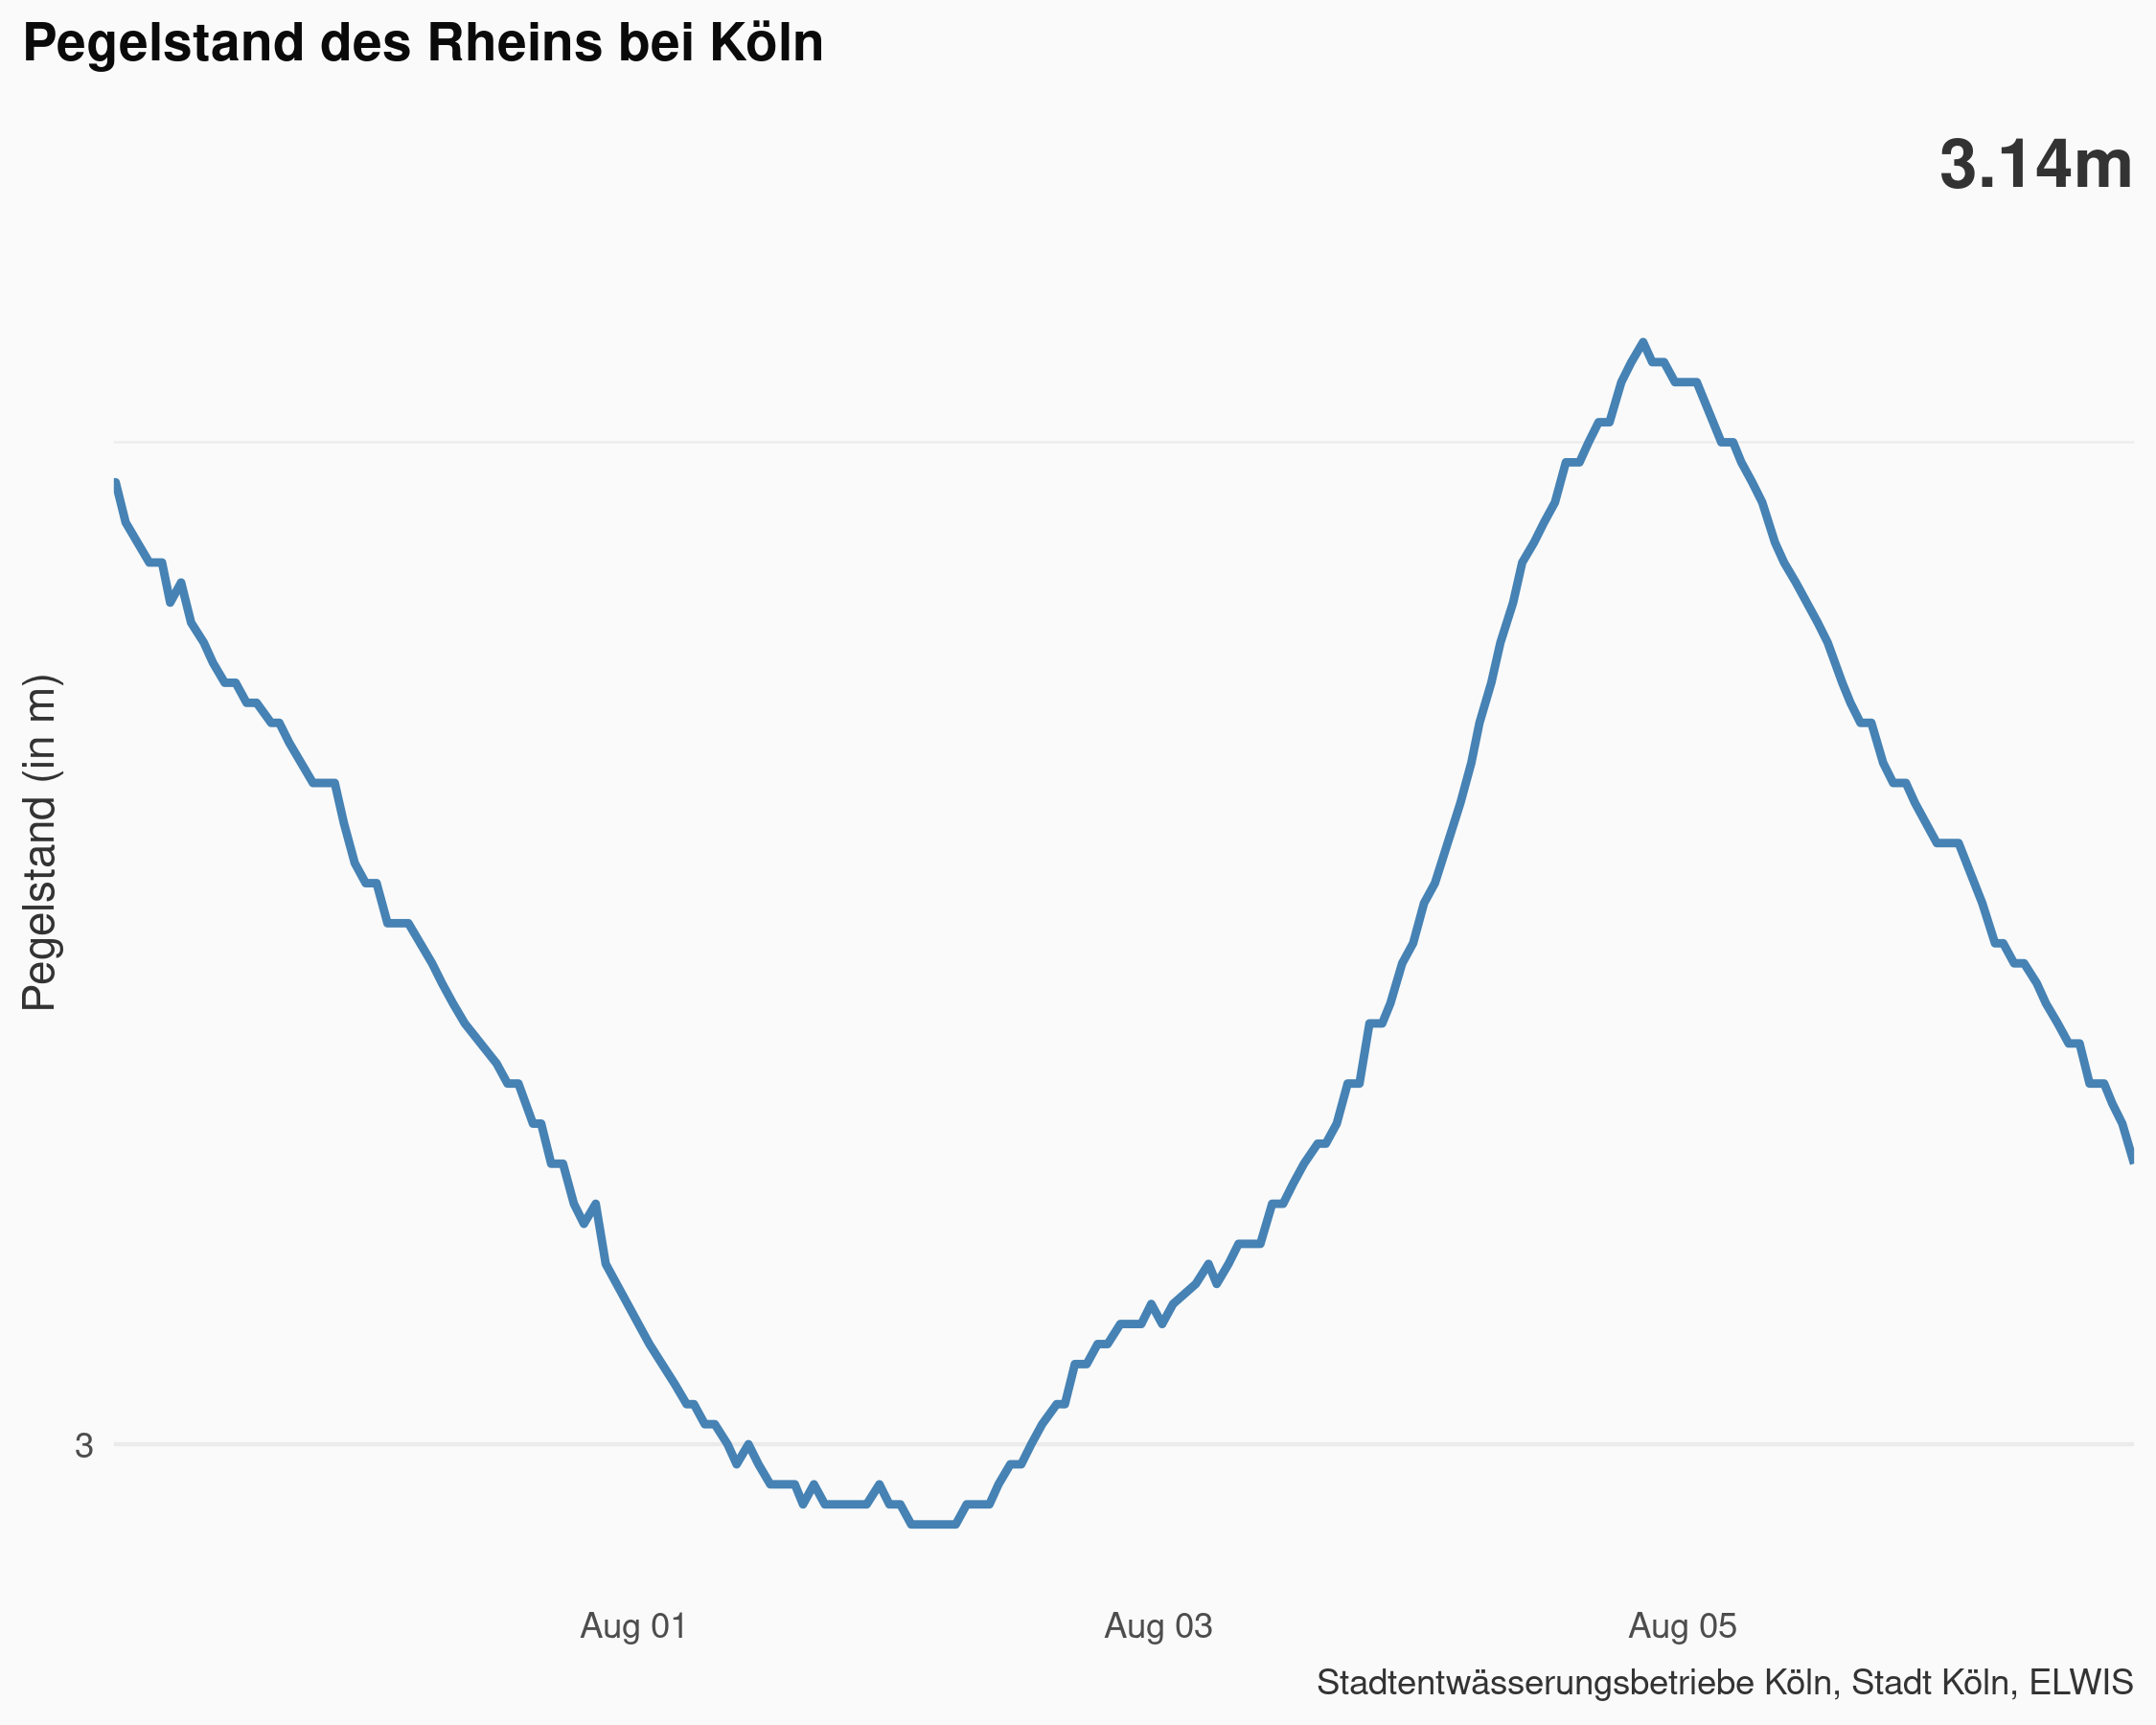 Pegelstand des Rheins bei Köln
3.14m
Pegelstand (in m)
3
Aug 01
Aug 03
Aug 05
Stadtentwässerungsbetriebe Köln, Stadt Köln, ELWIS